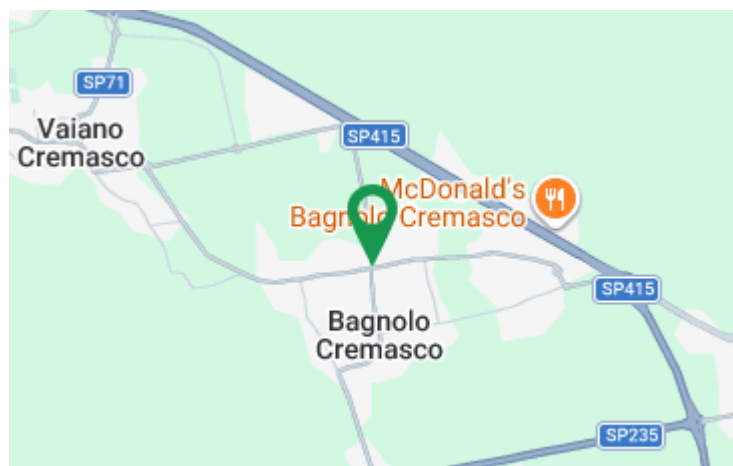 SP71
Vaiano
Cremasco
SP415
McDonald's
Bagnolo Cremasco
SP415
Bagnolo
Cremasco
SP235